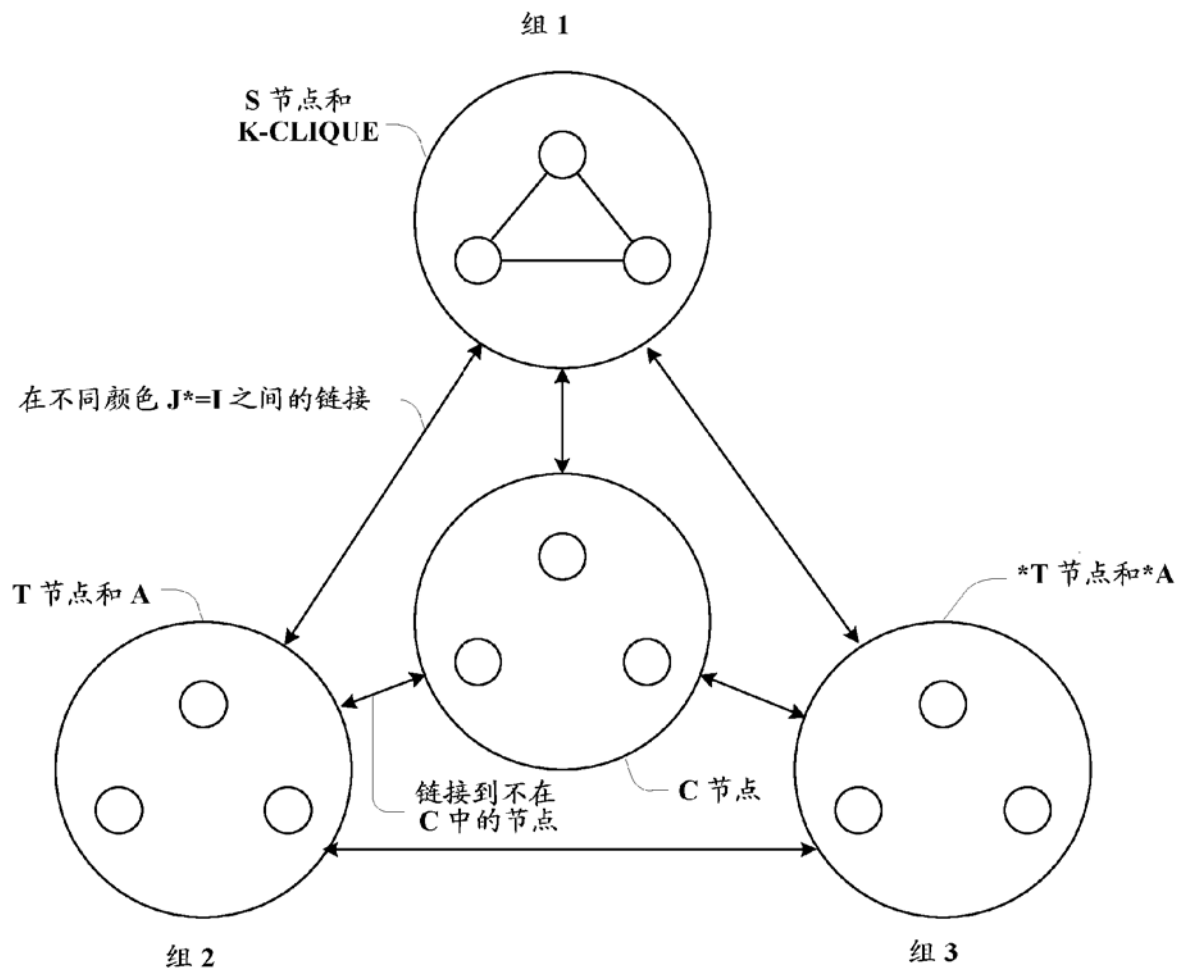 组 1
S 节点和
K-CLIQUE
在不同颜色 J*=I 之间的链接
T 节点和 A
*T 节点和*A
链接到不在
C 中的节点
C 节点
组 2
组 3